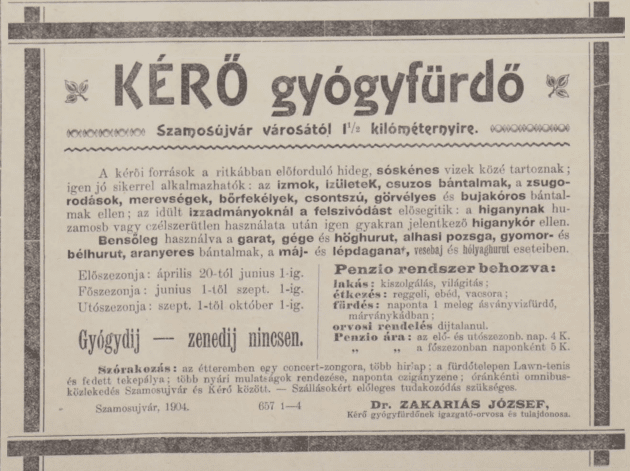 KÉRŐ gyógyfürdő
Szamosújvár városától 1 1/2 kilométernyire.
A kérői források a ritkábban előforduló hideg, sóskénes vizek közé tartoznak;
igen jó sikerrel alkalmazhatók: az izmok, izületek, csuzos bántalmak, a zsugo-
rodások, merevségek, bőrfekélyek, csontszú, görvélyes és bujakóros bántal-
mak ellen; az idült izzadmányoknál a felszivódást elősegitik: a higanynak hu-
zamosb vagy czélszerütlen használata után igen gyakran jelentkező higanykór ellen.
Bensőleg használva a garat, gége és höghurut, alhasi pozsga, gyomor- és
bélhurut, aranyeres bántalmak, a máj- és lépdaganat, vesebaj és hólyaghurut eseteiben.
Előszezonja: április 20-tól junius 1-ig.
Főszezonja: junius 1-től szept. 1-ig.
Utószezonja: szept. 1-től október 1-ig.
Gyógydij — zenedij nincsen.
Penzio rendszer behozva:
lakás: kiszolgálás, világitás;
étkezés: reggeli, ebéd, vacsora;
fürdés: naponta 1 meleg ásványvizfürdő,
márványkádban;
orvosi rendelés dijtalanul.
Penzio ára: az elő- és utószezonb. nap. 4 K.
„ „ a főszezonban naponként 5 K.
Szórakozás: az étteremben egy concert-zongora, több hirlap; a fürdőtelepen Lawn-tenis
és fedett tekepálya; több nyári mulatságok rendezése, naponta czigányzene; óránkénti omnibus-
közlekedés Szamosujvár és Kérő között. — Szállásokért előleges tudakozódás szükséges.
Szamosujvár, 1904. 657 1—4
Dr. ZAKARIÁS JÓZSEF,
Kérő gyógyfürdőnek igazgató-orvosa és tulajdonosa.